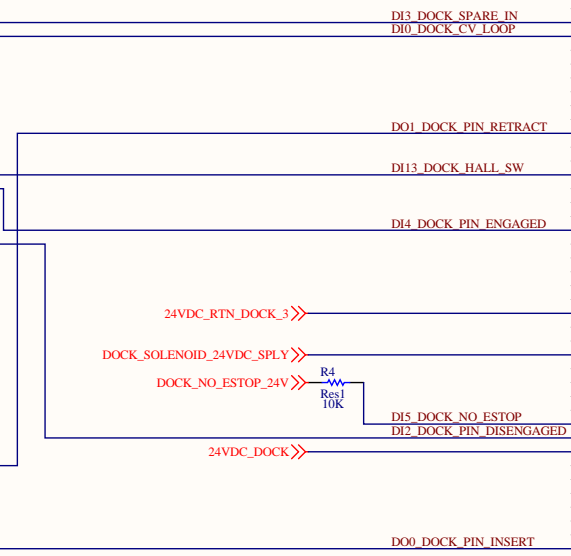 DI3_DOCK_SPARE_IN
DI0_DOCK_CV_LOOP
DO1_DOCK_PIN_RETRACT
DI13_DOCK_HALL_SW
DI4_DOCK_PIN_ENGAGED
24VDC_RTN_DOCK_3
DOCK_SOLENOID_24VDC_SPLY
R4
DOCK_NO_ESTOP_24V
Res1
10K
DI5_DOCK_NO_ESTOP
DI2_DOCK_PIN_DISENGAGED
24VDC_DOCK
DO0_DOCK_PIN_INSERT